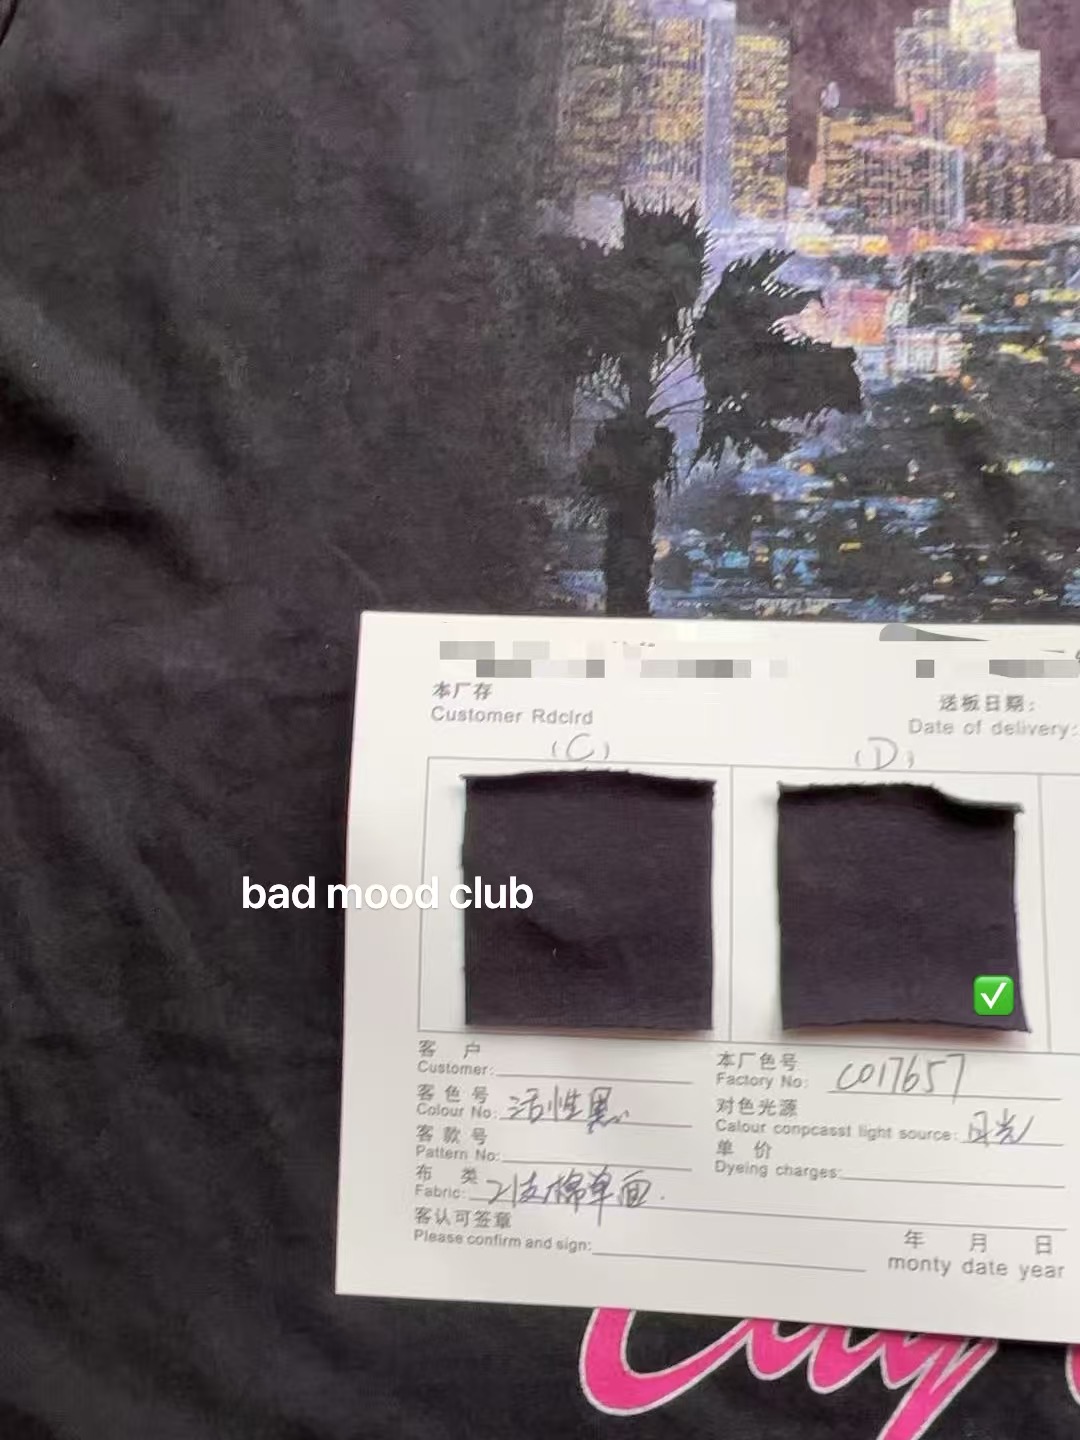 本厂存
Customer Rdclrd
送板日期：
Date of delivery:
(C)
(D)
bad mood club
客 户
Customer:
本厂色号
Factory No: C017657
客色号
Colour No: 活性黑
对色光源
Calour conpcasst light source: 日光
客款号
Pattern No:
单 价
Dyeing charges:
布 类
Fabric: 21支棉单面.
客认可签章
Please confirm and sign:
年 月 日
monty date year
City